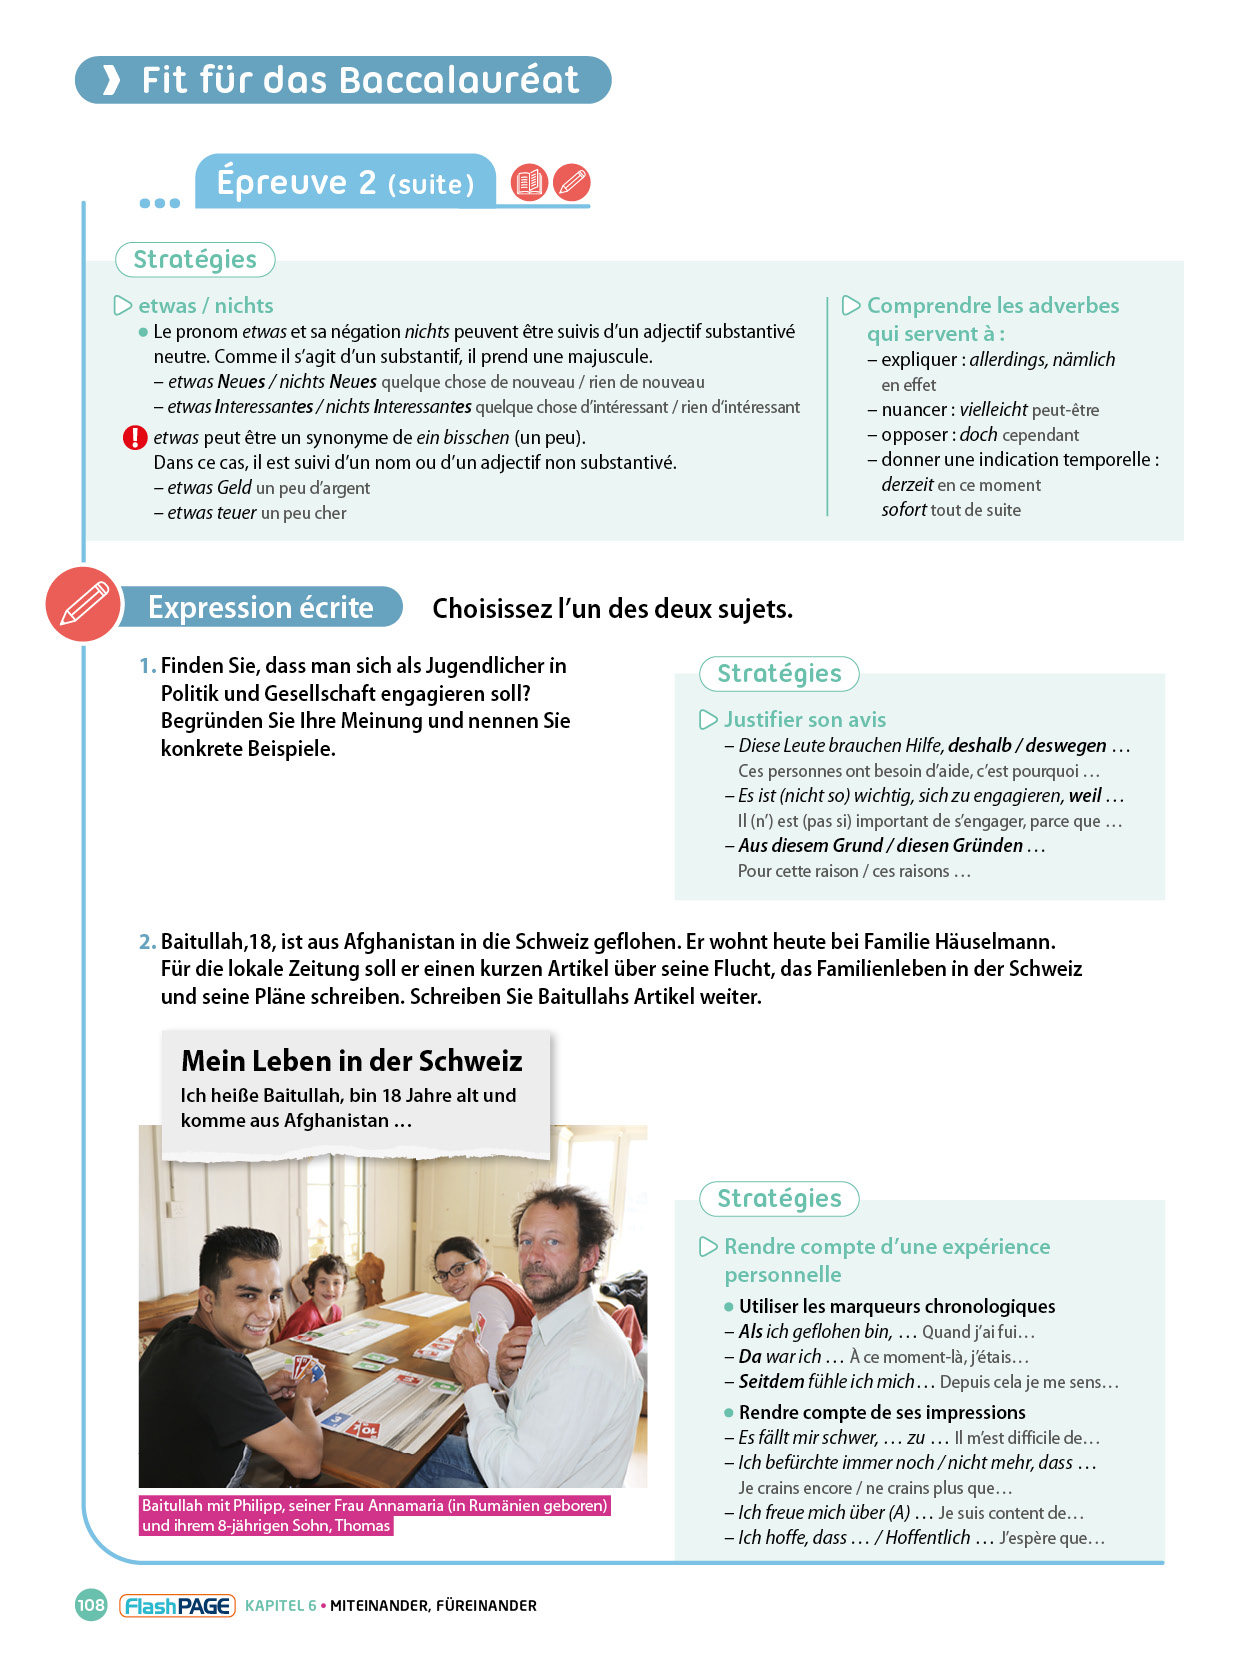 Fit für das Baccalauréat
Épreuve 2 (suite)
Stratégies
etwas / nichts
• Le pronom etwas et sa négation nichts peuvent être suivis d'un adjectif substantivé
neutre. Comme il s'agit d'un substantif, il prend une majuscule.
– etwas Neues / nichts Neues quelque chose de nouveau / rien de nouveau
– etwas Interessantes / nichts Interessantes quelque chose d'intéressant / rien d'intéressant
! etwas peut être un synonyme de ein bisschen (un peu).
Dans ce cas, il est suivi d'un nom ou d'un adjectif non substantivé.
– etwas Geld un peu d'argent
– etwas teuer un peu cher
Comprendre les adverbes
qui servent à :
– expliquer : allerdings, nämlich
en effet
– nuancer : vielleicht peut-être
– opposer : doch cependant
– donner une indication temporelle :
derzeit en ce moment
sofort tout de suite
Expression écrite
Choisissez l'un des deux sujets.
1. Finden Sie, dass man sich als Jugendlicher in
Politik und Gesellschaft engagieren soll?
Begründen Sie Ihre Meinung und nennen Sie
konkrete Beispiele.
Stratégies
Justifier son avis
– Diese Leute brauchen Hilfe, deshalb / deswegen …
Ces personnes ont besoin d'aide, c'est pourquoi …
– Es ist (nicht so) wichtig, sich zu engagieren, weil …
Il (n') est (pas si) important de s'engager, parce que …
– Aus diesem Grund / diesen Gründen …
Pour cette raison / ces raisons …
2. Baitullah,18, ist aus Afghanistan in die Schweiz geflohen. Er wohnt heute bei Familie Häuselmann.
Für die lokale Zeitung soll er einen kurzen Artikel über seine Flucht, das Familienleben in der Schweiz
und seine Pläne schreiben. Schreiben Sie Baitullahs Artikel weiter.
Mein Leben in der Schweiz
Ich heiße Baitullah, bin 18 Jahre alt und
komme aus Afghanistan …
Baitullah mit Philipp, seiner Frau Annamaria (in Rumänien geboren)
und ihrem 8-jährigen Sohn, Thomas
Stratégies
Rendre compte d'une expérience
personnelle
• Utiliser les marqueurs chronologiques
– Als ich geflohen bin, … Quand j'ai fui…
– Da war ich … À ce moment-là, j'étais…
– Seitdem fühle ich mich… Depuis cela je me sens…
• Rendre compte de ses impressions
– Es fällt mir schwer, … zu … Il m'est difficile de…
– Ich befürchte immer noch / nicht mehr, dass …
Je crains encore / ne crains plus que…
– Ich freue mich über (A) … Je suis content de…
– Ich hoffe, dass … / Hoffentlich … J'espère que…
108 FlashPAGE KAPITEL 6 • MITEINANDER, FÜREINANDER